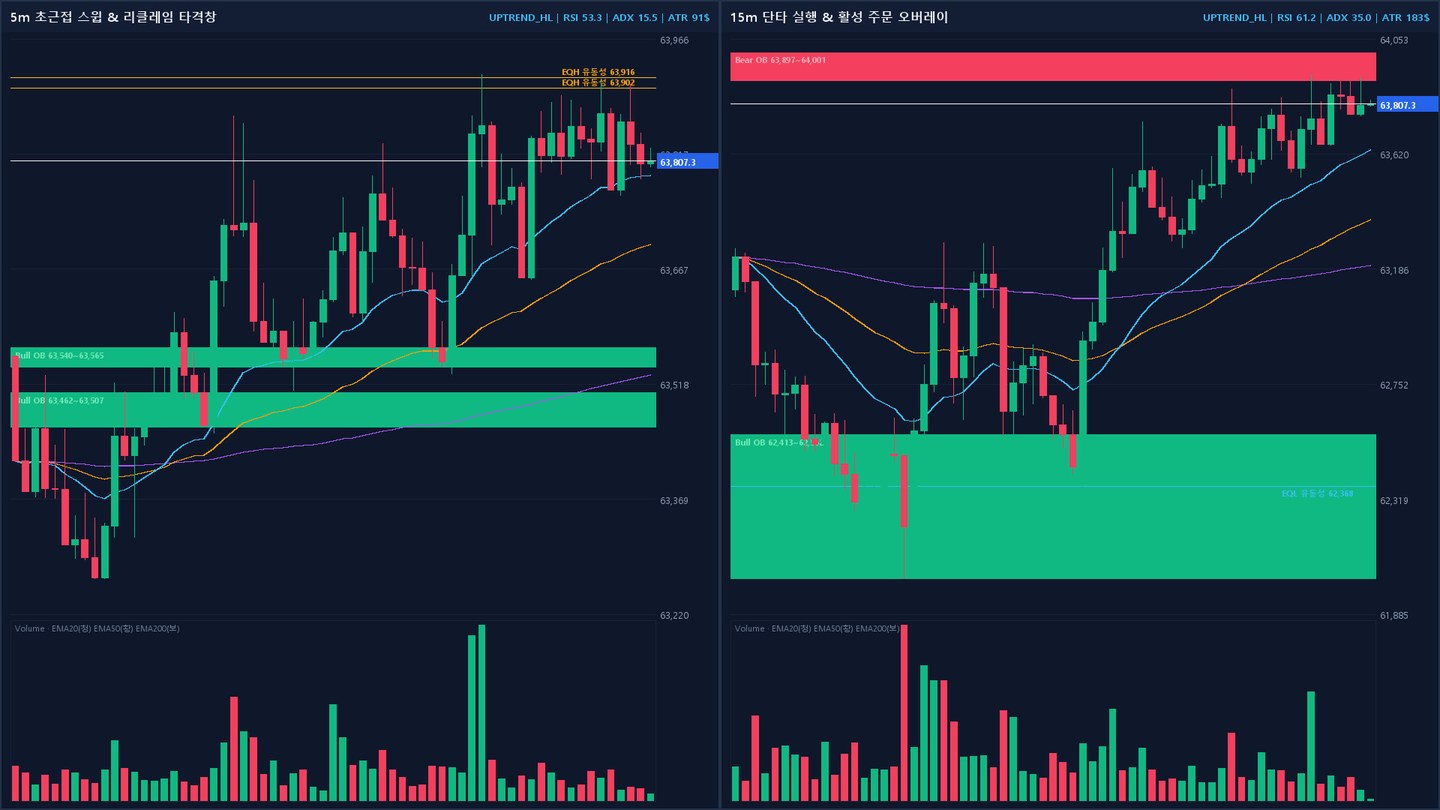 5m 초근접 스윕 & 리클레임 타격창
UPTREND_HL | RSI 53.3 | ADX 15.5 | ATR 91$
63,966
EQH 유동성 63,916
EQH 유동성 63,902
63,807.3
63,667
Bull OB 63,540~63,565
63,518
Bull OB 63,462~63,507
63,369
63,220
Volume · EMA20(청) EMA50(황) EMA200(보)
15m 단타 실행 & 활성 주문 오버레이
UPTREND_HL | RSI 61.2 | ADX 35.0 | ATR 183$
64,053
Bear OB 63,897~64,001
63,807.3
63,620
63,186
62,752
Bull OB 62,413~
EQL 유동성 62,368
62,319
61,885
Volume · EMA20(청) EMA50(황) EMA200(보)